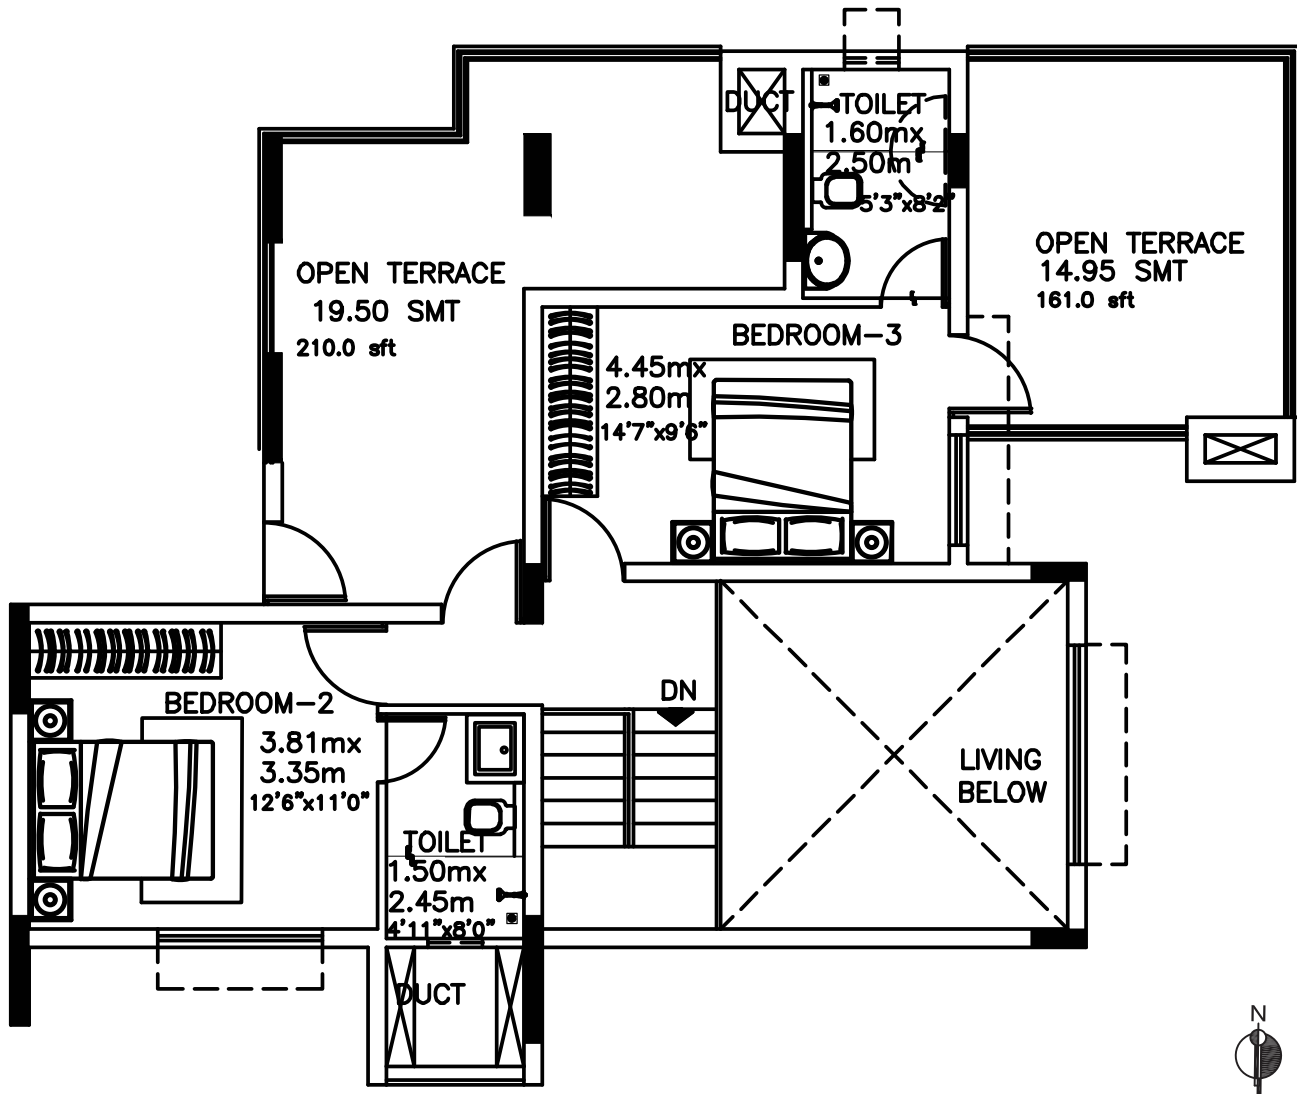 DUCT
TOILET
1.60mx
2.50m
5'3"x8'2"
OPEN TERRACE
19.50 SMT
210.0 sft
OPEN TERRACE
14.95 SMT
161.0 sft
BEDROOM-3
4.45mx
2.80m
14'7"x9'6"
BEDROOM-2
3.81mx
3.35m
12'6"x11'0"
DN
LIVING
BELOW
TOILET
1.50mx
2.45m
4'11"x8'0"
DUCT
N